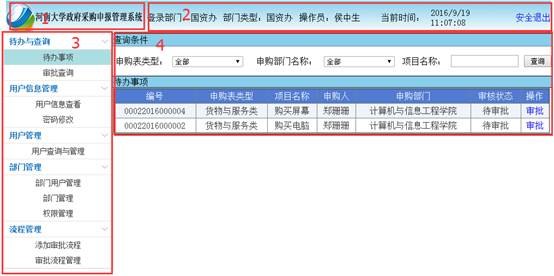 1 河南大学政府采购申报管理系统 登录部门：国资办 部门类型：国资办 操作员：侯中生 当前时间： 2016/9/19 11:07:08 安全退出
2
3
4
待办与查询
待办事项
审批查询
用户信息管理
用户信息查看
密码修改
用户管理
用户查询与管理
部门管理
部门用户管理
部门管理
权限管理
流程管理
添加审批流程
审批流程管理
查询条件
申购表类型： 全部 申购部门名称： 全部 项目名称： 查询
待办事项
编号 申购表类型 项目名称 申购人 申购部门 审核状态 操作
00022016000004 货物与服务类 购买屏幕 郑珊珊 计算机与信息工程学院 待审批 审批
00022016000002 货物与服务类 购买电脑 郑珊珊 计算机与信息工程学院 待审批 审批